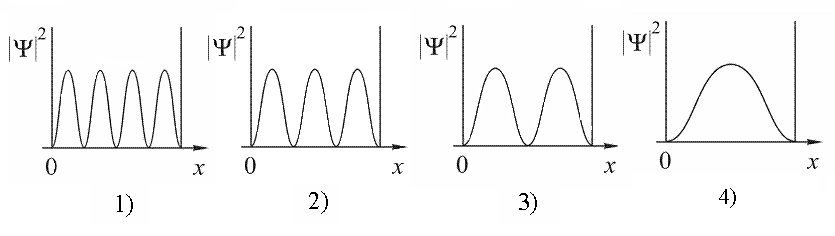 |Ψ|² |Ψ|² |Ψ|² |Ψ|²
0 x 0 x 0 x 0 x
1) 2) 3) 4)